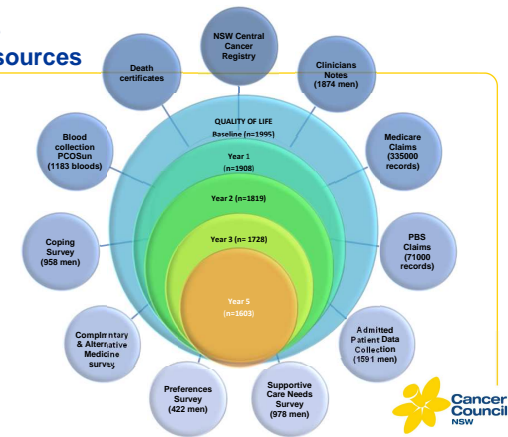 sources
NSW Central
Cancer
Registry
Death
certificates
Clinicians
Notes
(1874 men)
Blood
collection
PCOSun
(1183 bloods)
QUALITY OF LIFE
Baseline (n=1995)
Medicare
Claims
(335000
records)
Year 1
(n=1908)
Year 2 (n=1819)
Year 3 (n= 1728)
Coping
Survey
(958 men)
PBS
Claims
(71000
records)
Year 5
(n=1603)
Complimentary
& Alternative
Medicine
survey
Admitted
Patient Data
Collection
(1591 men)
Preferences
Survey
(422 men)
Supportive
Care Needs
Survey
(978 men)
Cancer
Council
NSW